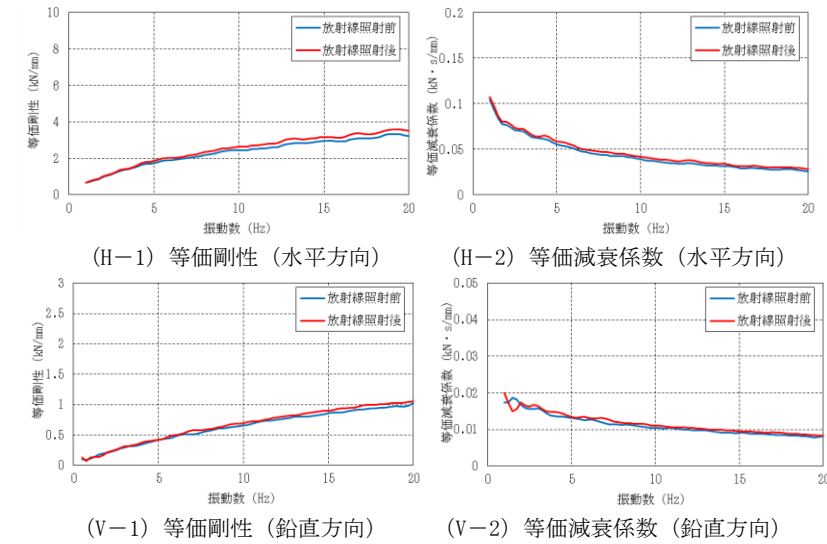 10
8
6
4
2
0
等価剛性 (kN/mm)
放射線照射前
放射線照射後
0 5 10 15 20
振動数 (Hz)
(H-1) 等価剛性 (水平方向)
0.2
0.15
0.1
0.05
0
等価減衰係数 (kN・s/mm)
放射線照射前
放射線照射後
0 5 10 15 20
振動数 (Hz)
(H-2) 等価減衰係数 (水平方向)
3
2.5
2
1.5
1
0.5
0
等価剛性 (kN/mm)
放射線照射前
放射線照射後
0 5 10 15 20
振動数 (Hz)
(V-1) 等価剛性 (鉛直方向)
0.05
0.04
0.03
0.02
0.01
0
等価減衰係数 (kN・s/mm)
放射線照射前
放射線照射後
0 5 10 15 20
振動数 (Hz)
(V-2) 等価減衰係数 (鉛直方向)